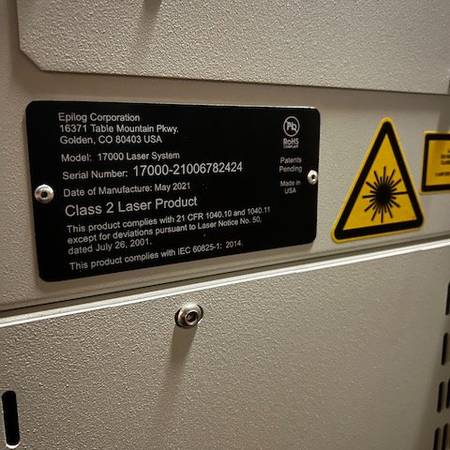 Epilog Corporation
16371 Table Mountain Pkwy.
Golden, CO 80403 USA
Model: 17000 Laser System
Serial Number: 17000-21006782424
Date of Manufacture: May 2021
Class 2 Laser Product
This product complies with 21 CFR 1040.10 and 1040.11
except for deviations pursuant to Laser Notice No. 50,
dated July 26, 2001.
This product complies with IEC 60825-1: 2014.
Pb
RoHS
COMPLIANT
Patents
Pending
Made in
USA